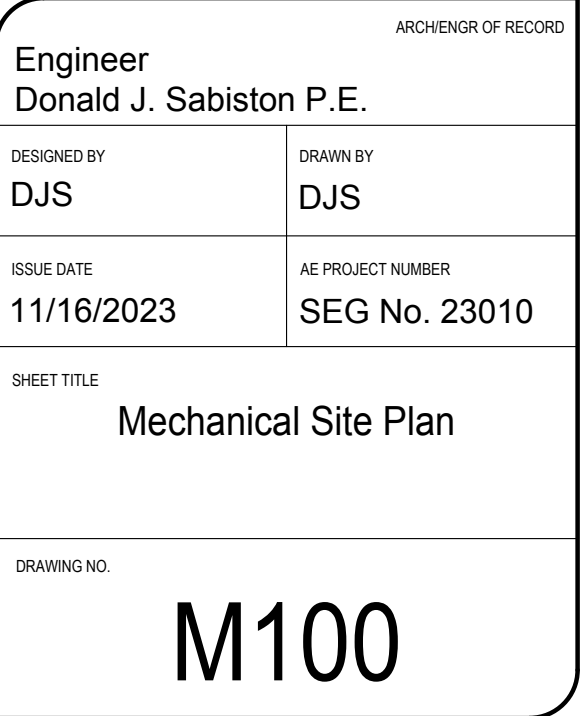 ARCH/ENGR OF RECORD
Engineer
Donald J. Sabiston P.E.
DESIGNED BY
DJS
DRAWN BY
DJS
ISSUE DATE
11/16/2023
AE PROJECT NUMBER
SEG No. 23010
SHEET TITLE
Mechanical Site Plan
DRAWING NO.
M100